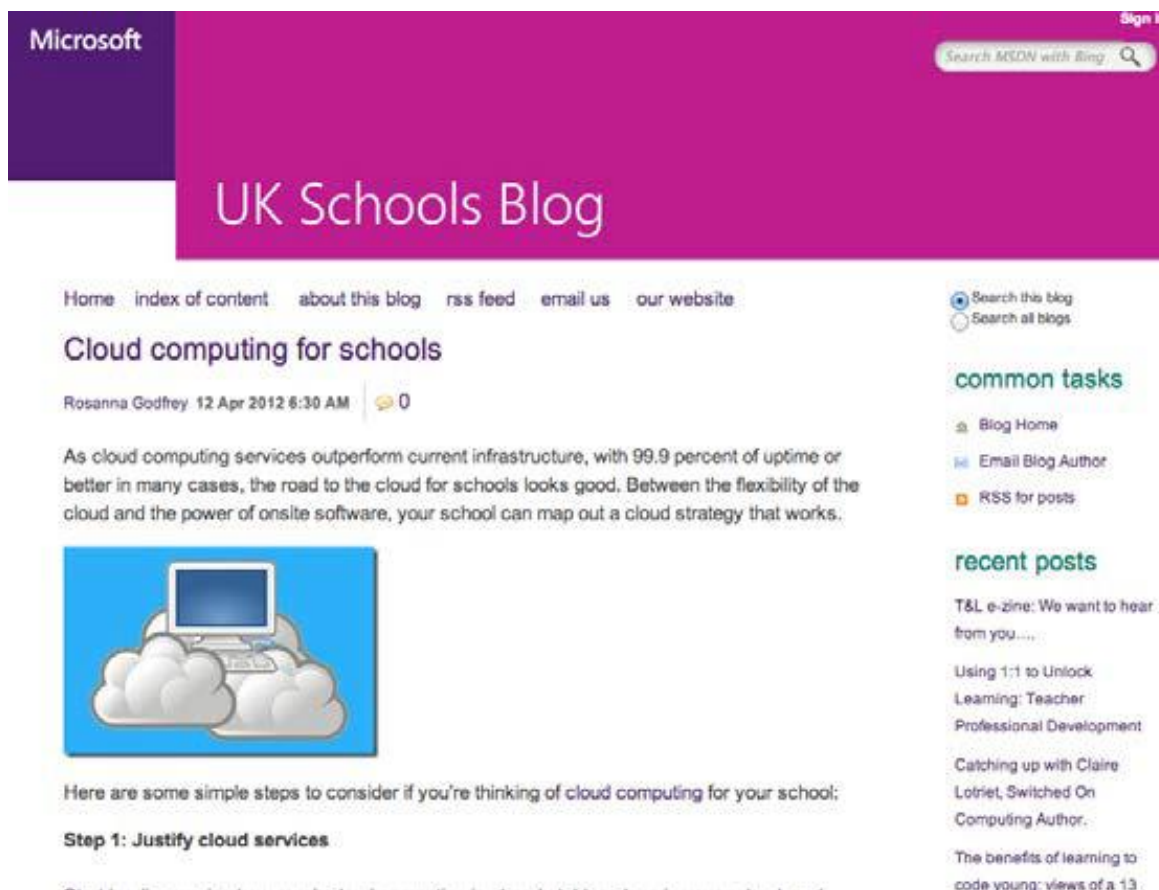 Microsoft
Sign
Search MSDN with Bing
UK Schools Blog
Home index of content about this blog rss feed email us our website
Cloud computing for schools
Rosanna Godfrey 12 Apr 2012 6:30 AM 0
As cloud computing services outperform current infrastructure, with 99.9 percent of uptime or
better in many cases, the road to the cloud for schools looks good. Between the flexibility of the
cloud and the power of onsite software, your school can map out a cloud strategy that works.
Here are some simple steps to consider if you're thinking of cloud computing for your school:
Step 1: Justify cloud services
Search this blog
Search all blogs
common tasks
Blog Home
Email Blog Author
RSS for posts
recent posts
T&L e-zine: We want to hear
from you....
Using 1:1 to Unlock
Learning: Teacher
Professional Development
Catching up with Claire
Lotriet, Switched On
Computing Author.
The benefits of learning to
code young: views of a 13